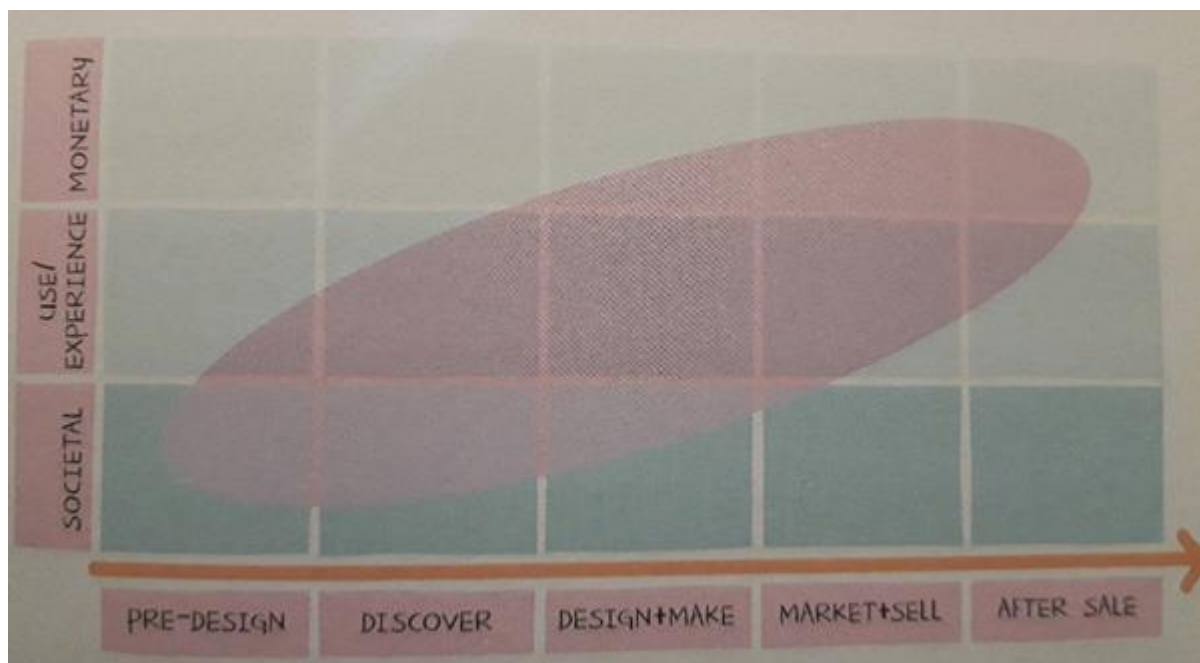 MONETARY
USE/
EXPERIENCE
SOCIETAL
PRE-DESIGN
DISCOVER
DESIGN+MAKE
MARKET+SELL
AFTER SALE